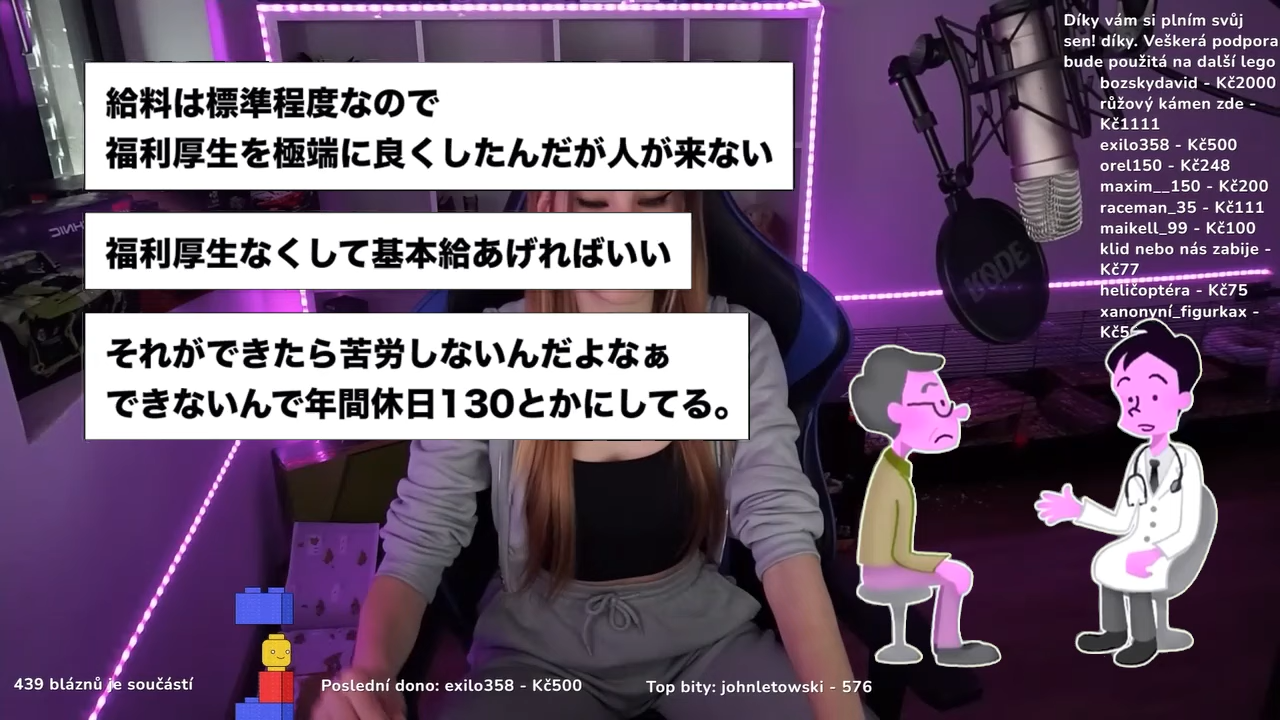 給料は標準程度なので
福利厚生を極端に良くしたんだが人が来ない
福利厚生なくして基本給あげればいい
それができたら苦労しないんだよなぁ
できないんで年間休日130とかにしてる。
Díky vám si plním svůj
sen! díky. Veškerá podpora
bude použitá na další lego
bozskydavid - Kč2000
růžový kámen zde -
Kč1111
exilo358 - Kč500
orel150 - Kč248
maxim__150 - Kč200
raceman_35 - Kč111
maikell_99 - Kč100
klid nebo nás zabije -
Kč77
heličoptéra - Kč75
xanonyní_figurkax -
KODE
439 bláznů je součástí
Poslední dono: exilo358 - Kč500
Top bity: johnletowski - 576